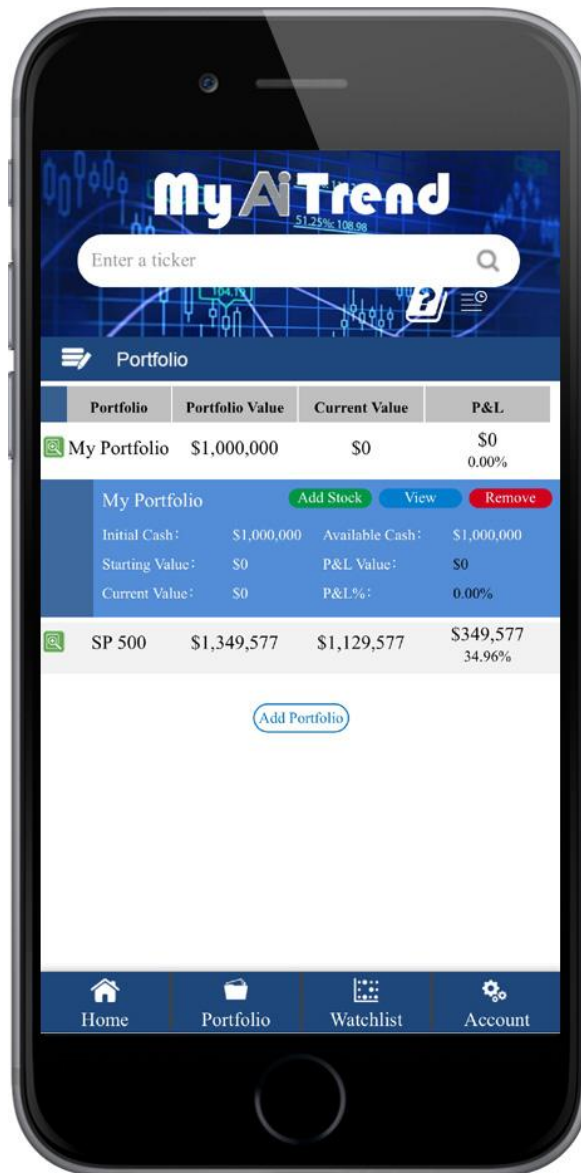 My Ai Trend
51.25%: 108.98
Enter a ticker
104.19
?
Portfolio
Portfolio Portfolio Value Current Value P&L
My Portfolio $1,000,000 $0 $0
0.00%
My Portfolio Add Stock View Remove
Initial Cash: $1,000,000 Available Cash: $1,000,000
Starting Value: $0 P&L Value: $0
Current Value: $0 P&L%: 0.00%
SP 500 $1,349,577 $1,129,577 $349,577
34.96%
Add Portfolio
Home Portfolio Watchlist Account